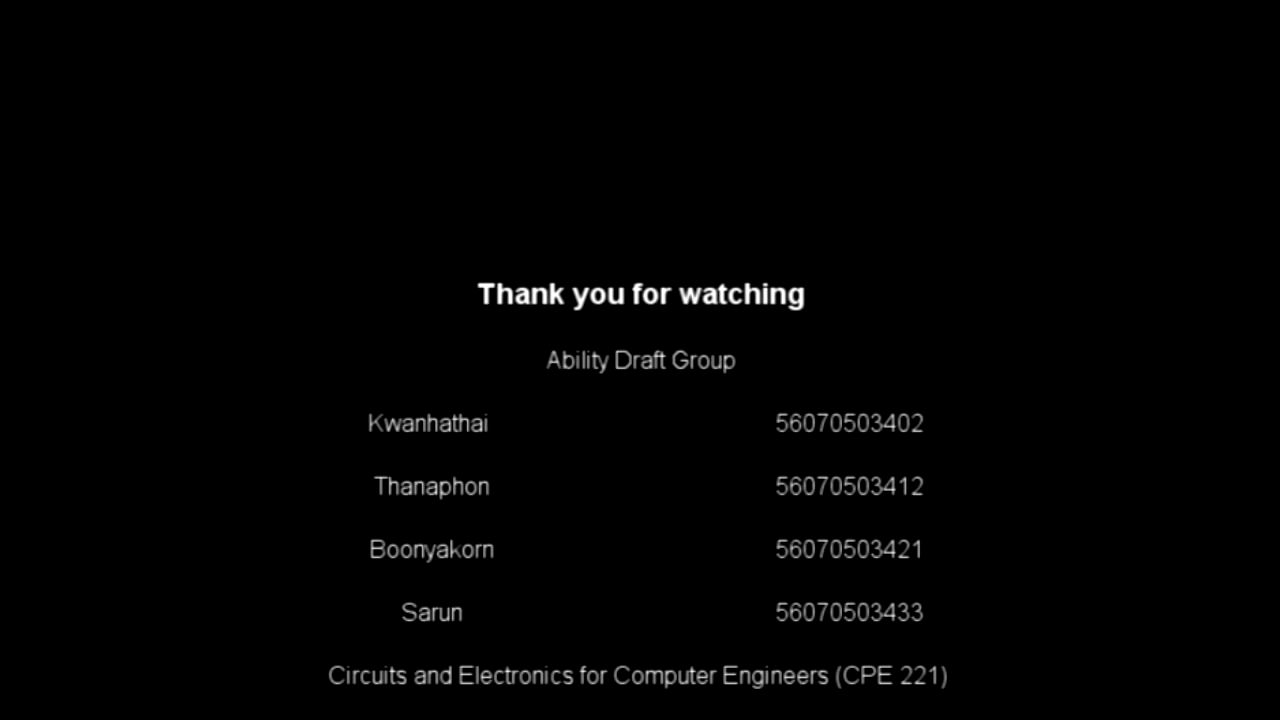 Thank you for watching
Ability Draft Group
Kwanhathai 56070503402
Thanaphon 56070503412
Boonyakorn 56070503421
Sarun 56070503433
Circuits and Electronics for Computer Engineers (CPE 221)